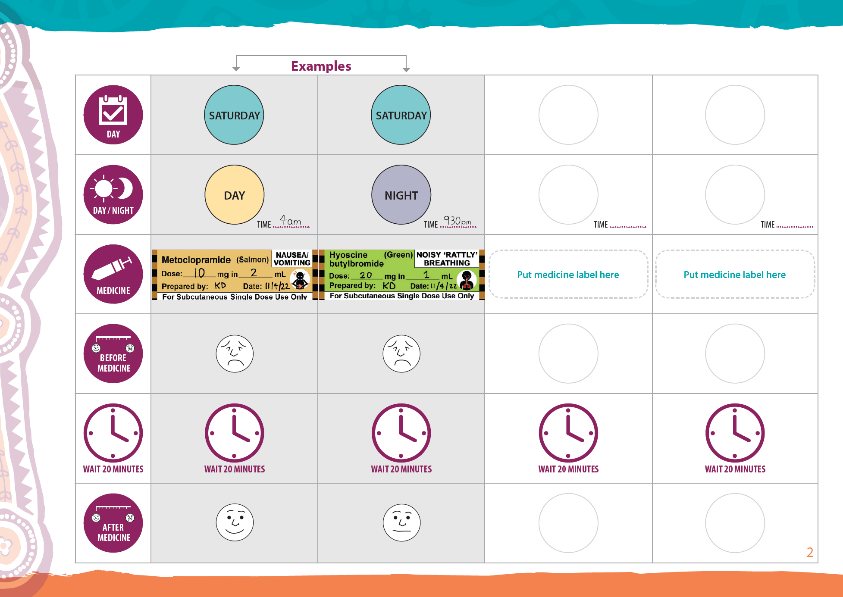 Examples
DAY
SATURDAY
SATURDAY
DAY / NIGHT
DAY
TIME 9am
NIGHT
TIME 930am
TIME
TIME
MEDICINE
Metoclopramide (Salmon) NAUSEA/
VOMITING
Dose: 10 mg in 2 mL
Prepared by: KD Date: 11/4/22
For Subcutaneous Single Dose Use Only
Hyoscine (Green) NOISY 'RATTLY'
butylbromide BREATHING
Dose: 20 mg in 1 mL
Prepared by: KD Date: 11/4/22
For Subcutaneous Single Dose Use Only
Put medicine label here
Put medicine label here
BEFORE
MEDICINE
WAIT 20 MINUTES
WAIT 20 MINUTES
WAIT 20 MINUTES
WAIT 20 MINUTES
WAIT 20 MINUTES
AFTER
MEDICINE
2